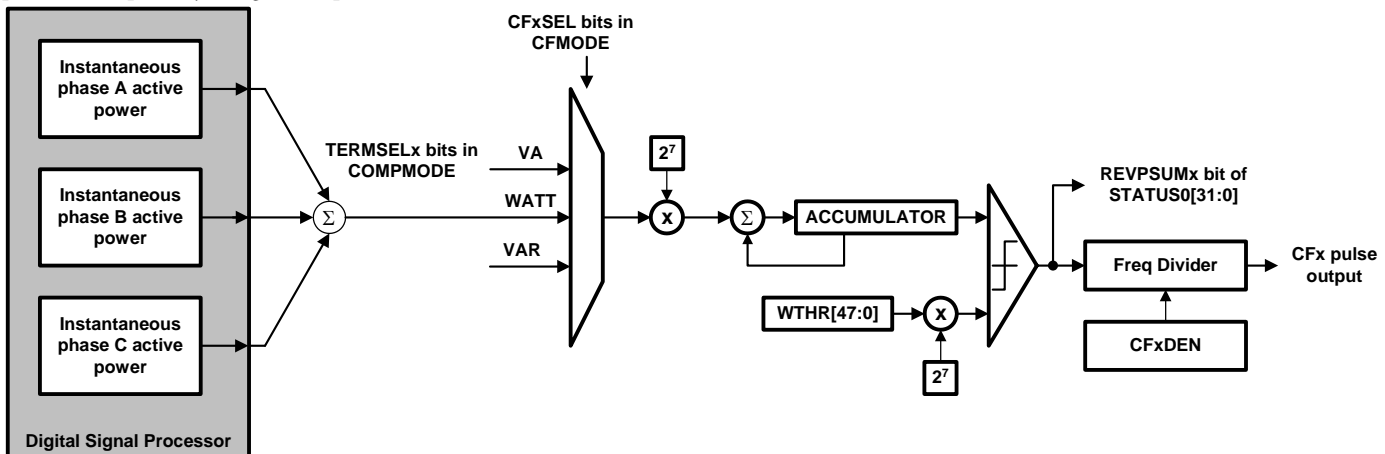 CFxSEL bits in
CFMODE
Instantaneous
phase A active
power
TERMSELx bits in
COMPMODE
VA
2⁷
REVPSUMx bit of
STATUS0[31:0]
Instantaneous
phase B active
power
Σ
WATT
x
Σ
ACCUMULATOR
VAR
Freq Divider
CFx pulse
output
Instantaneous
phase C active
power
WTHR[47:0]
x
CFxDEN
2⁷
Digital Signal Processor